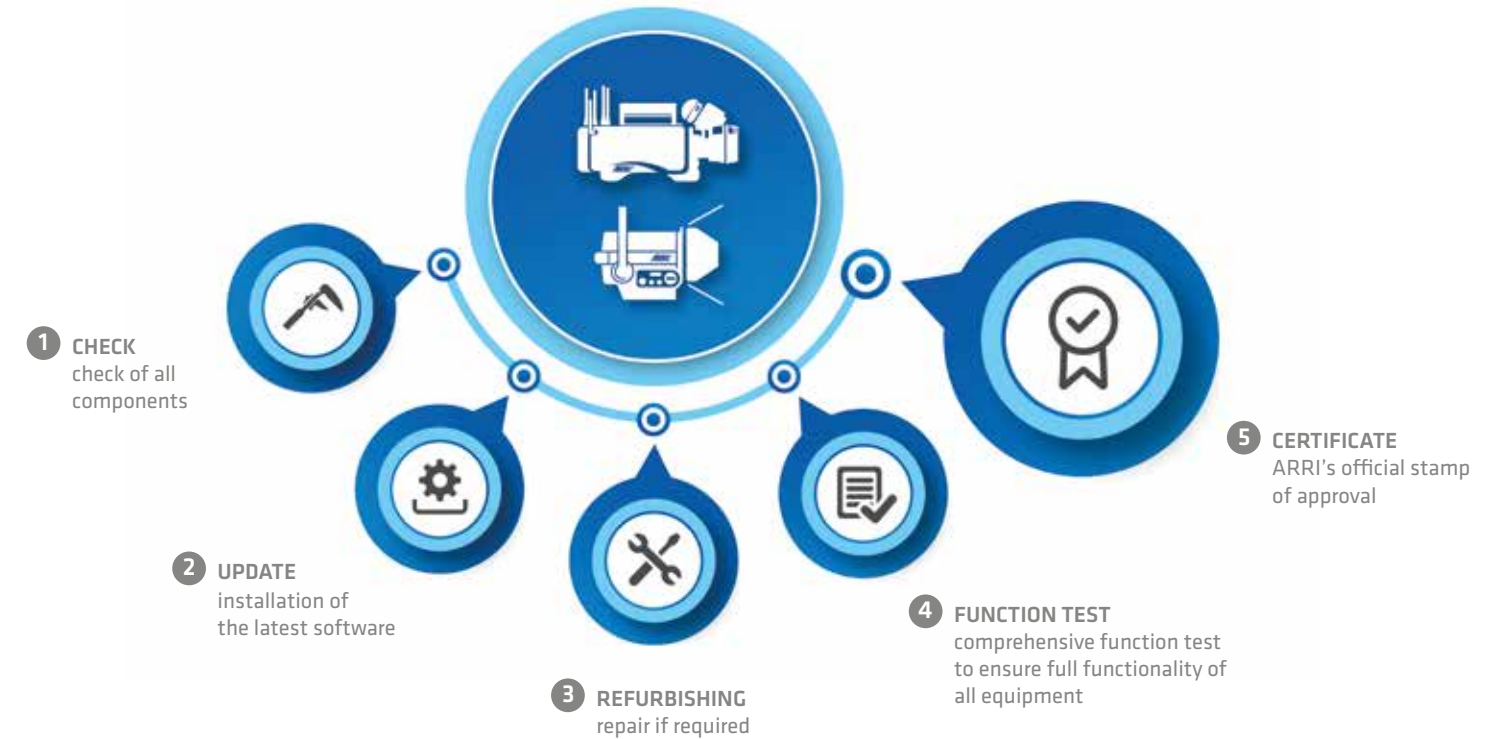 1 CHECK
check of all
components
2 UPDATE
installation of
the latest software
3 REFURBISHING
repair if required
4 FUNCTION TEST
comprehensive function test
to ensure full functionality of
all equipment
5 CERTIFICATE
ARRI's official stamp
of approval